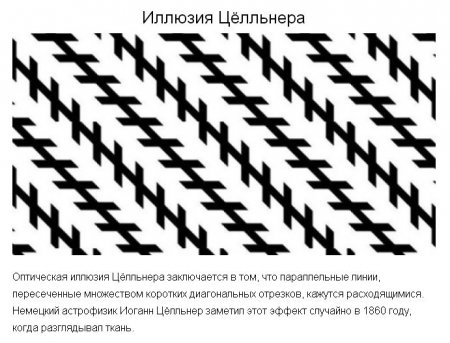 Иллюзия Цёлльнера
Оптическая иллюзия Цёлльнера заключается в том, что параллельные линии,
пересеченные множеством коротких диагональных отрезков, кажутся расходящимися.
Немецкий астрофизик Иоганн Цёлльнер заметил этот эффект случайно в 1860 году,
когда разглядывал ткань.